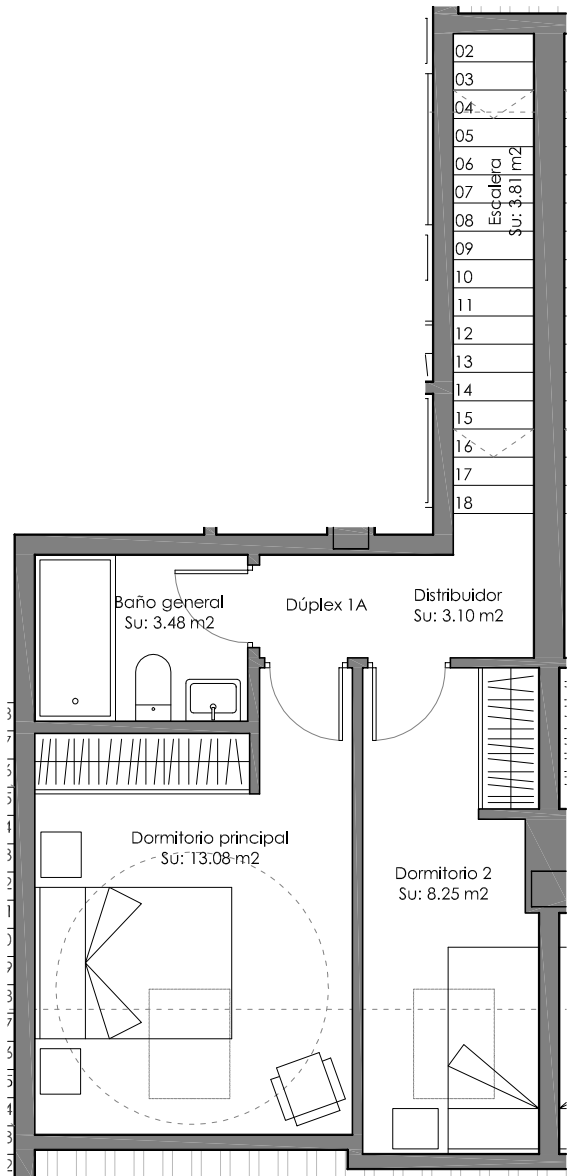 02
03
04
05
06
07
08
09
10
11
12
13
14
15
16
17
18
Escalera
Su: 3.81 m2
Baño general
Su: 3.48 m2
Dúplex 1A
Distribuidor
Su: 3.10 m2
Dormitorio principal
Su: 13.08 m2
Dormitorio 2
Su: 8.25 m2